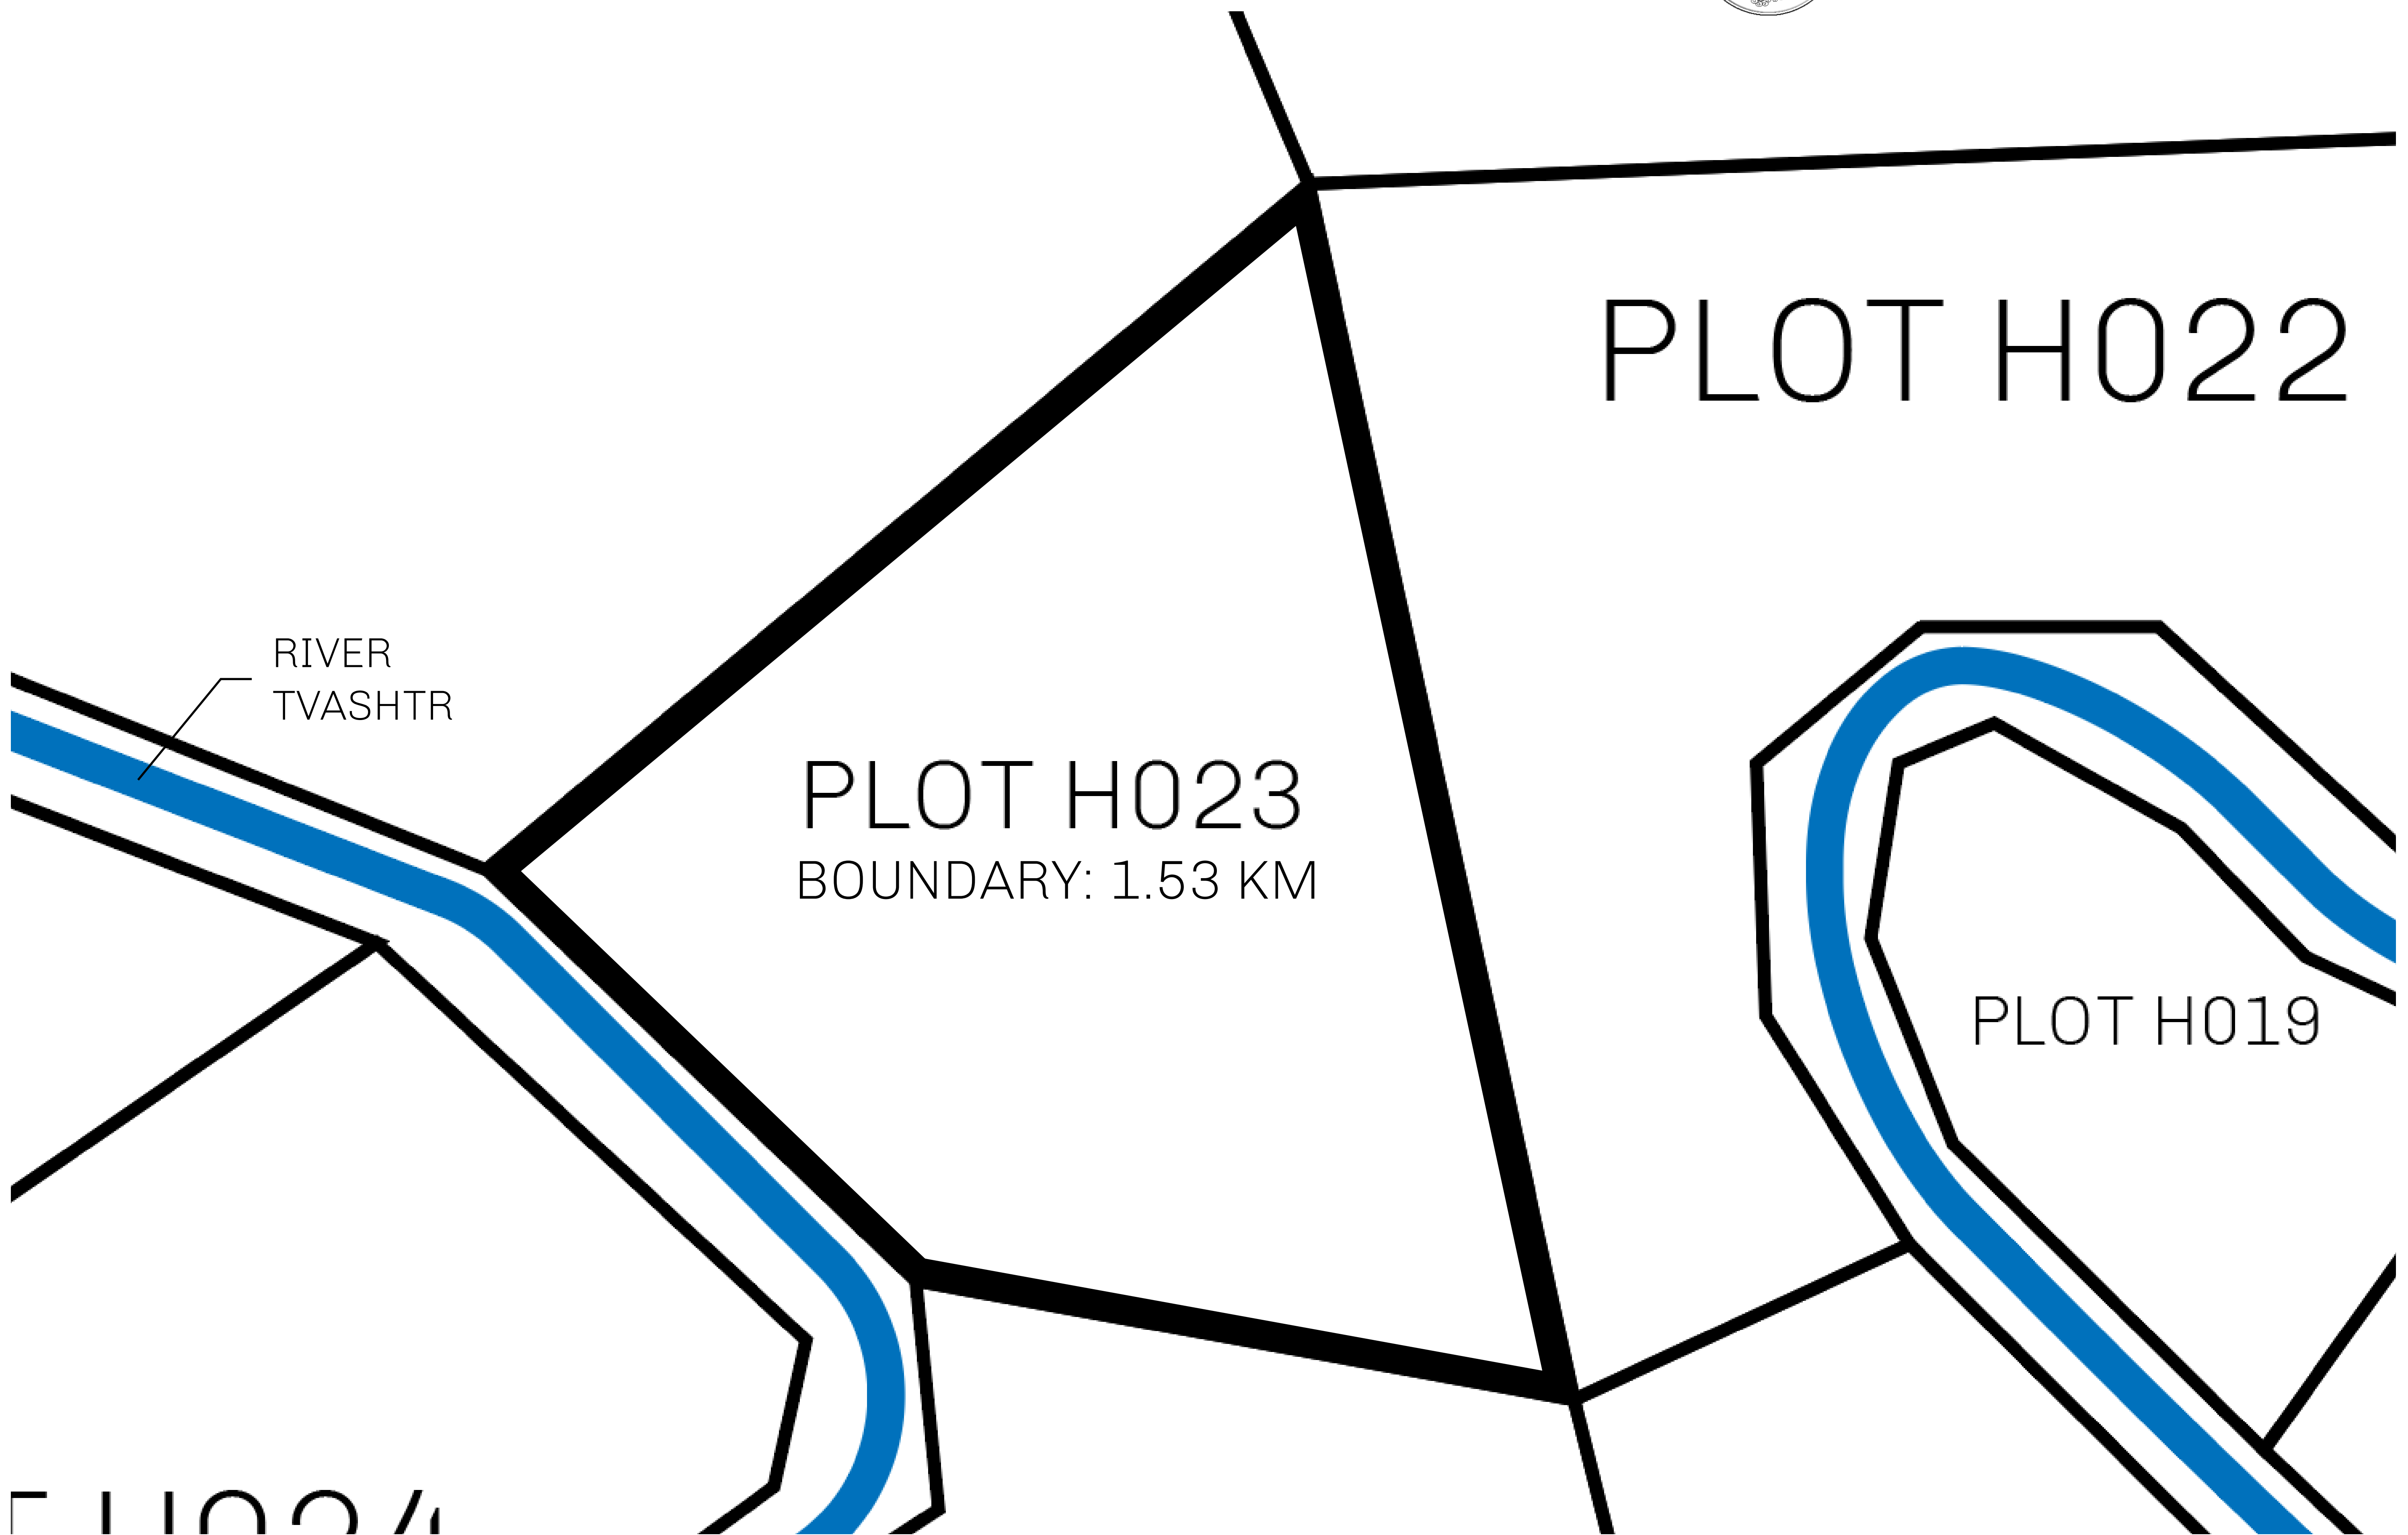 PLOT H022
RIVER
TVASHTR
PLOT H023
BOUNDARY: 1.53 KM
PLOT H019